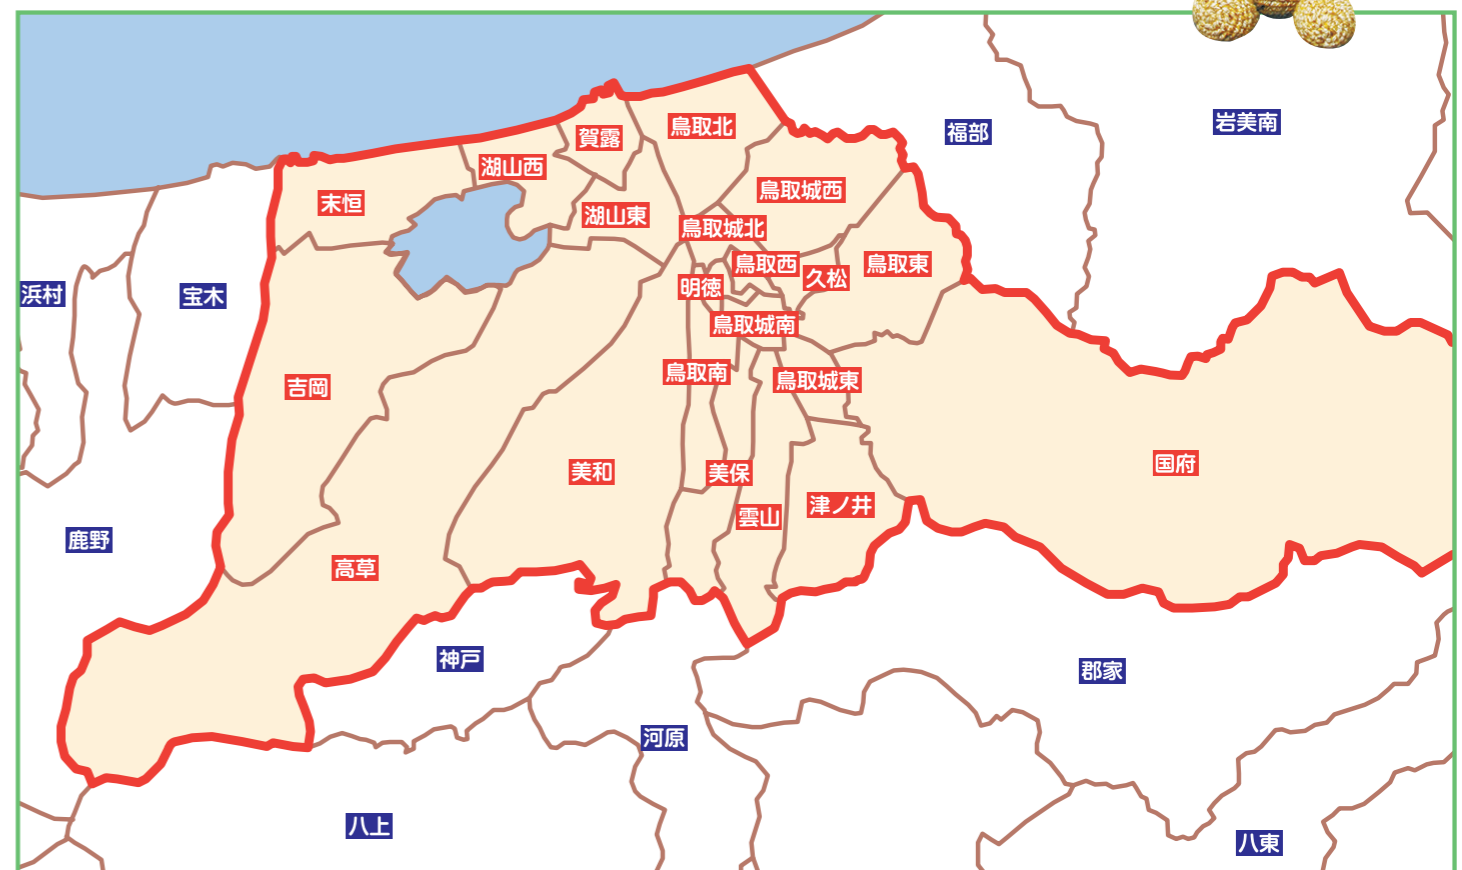 岩美南
鳥取北
福部
賀露
湖山西
鳥取城西
末恒
湖山東
鳥取城北
鳥取西
鳥取東
久松
明徳
浜村
宝木
鳥取城南
鳥取南
鳥取城東
吉岡
国府
美和
美保
津ノ井
雲山
鹿野
高草
神戸
郡家
河原
八上
八東